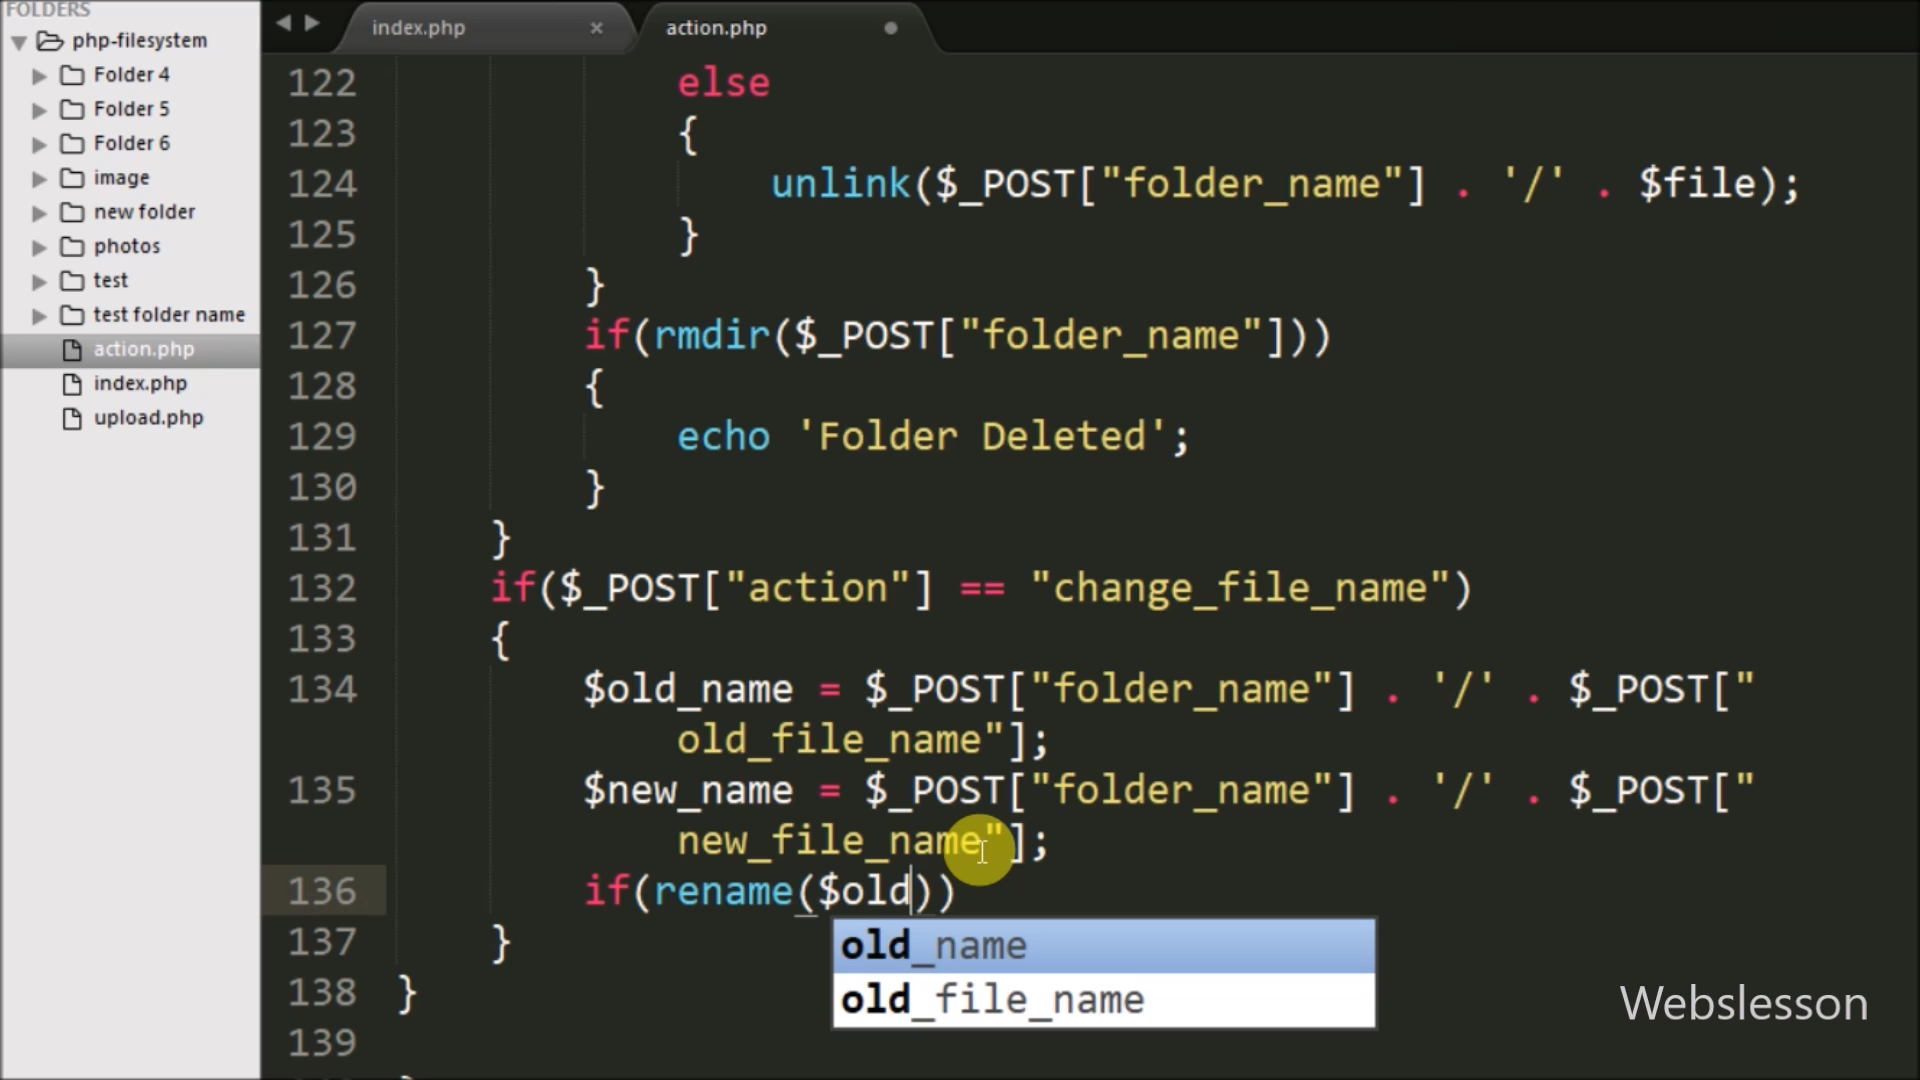 FOLDERS
php-filesystem
Folder 4
Folder 5
Folder 6
image
new folder
photos
test
test folder name
action.php
index.php
upload.php
index.php × action.php
122 else
123 {
124 unlink($_POST["folder_name"] . '/' . $file);
125 }
126 }
127 if(rmdir($_POST["folder_name"]))
128 {
129 echo 'Folder Deleted';
130 }
131 }
132 if($_POST["action"] == "change_file_name")
133 {
134 $old_name = $_POST["folder_name"] . '/' . $_POST["
old_file_name"];
135 $new_name = $_POST["folder_name"] . '/' . $_POST["
new_file_name"];
136 if(rename($old))
137 }
old_name
138 }
old_file_name
139
Webslesson